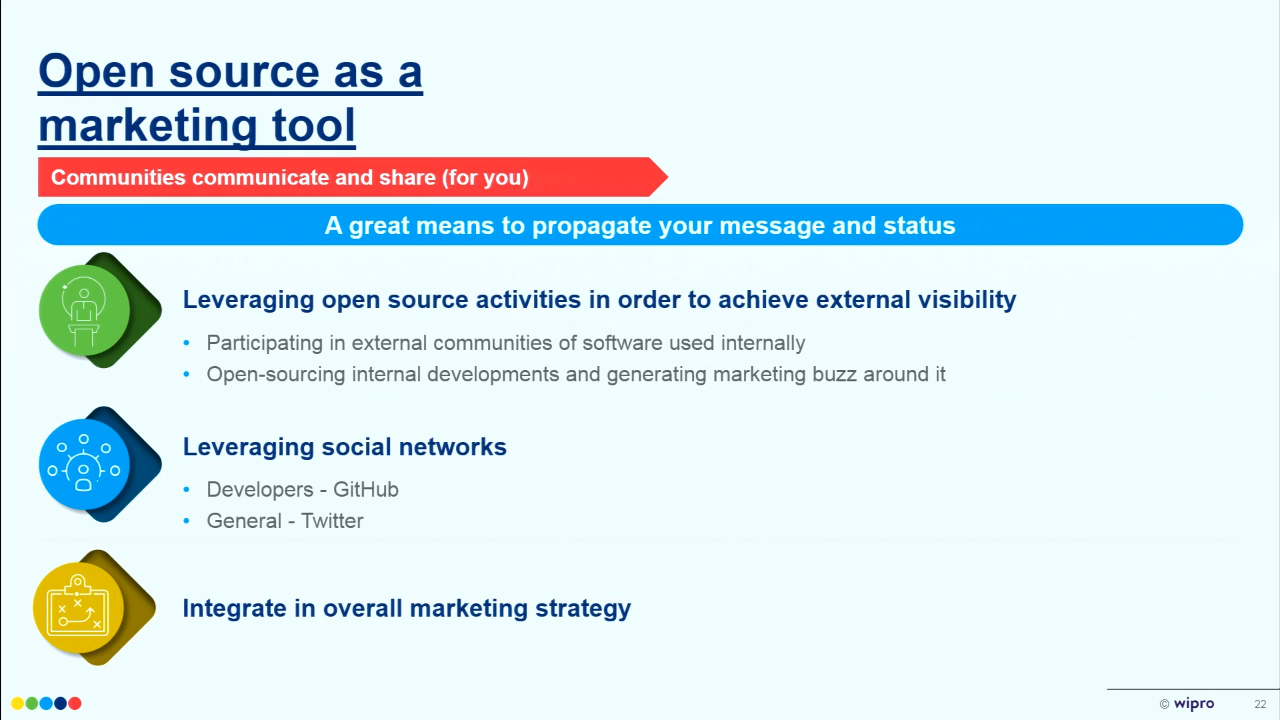 Open source as a
marketing tool
Communities communicate and share (for you)
A great means to propagate your message and status
Leveraging open source activities in order to achieve external visibility
• Participating in external communities of software used internally
• Open-sourcing internal developments and generating marketing buzz around it
Leveraging social networks
• Developers - GitHub
• General - Twitter
Integrate in overall marketing strategy
© wipro 22